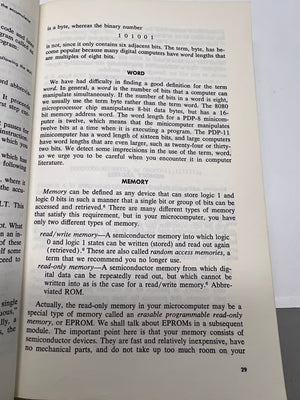 is a byte, whereas the binary number
1 0 1 0 0 1
is not, since it only contains six adjacent bits. The term, byte, has be-
come popular because many digital computers have word lengths that
are multiples of eight bits.
WORD
We have had difficulty in finding a good definition for the term
word. In general, a word is the number of bits that a computer can
manipulate simultaneously. If the number of bits in a word is eight,
we usually use the term byte rather than the term word. The 8080
microprocessor chip manipulates 8-bit data bytes, but has a 16-
bit memory address word. The word length for a PDP-8 minicom-
puter is twelve, which means that the minicomputer manipulates
twelve bits at a time when it is executing a program. The PDP-11
minicomputer has a word length of sixteen bits, and large computers
have word lengths that are even larger, such as twenty-four or thirty-
two bits. We detect some imprecisions in the use of the term, word,
so we urge you to be careful when you encounter it in computer
literature.
MEMORY
Memory can be defined as any device that can store logic 1 and
logic 0 bits in such a manner that a single bit or group of bits can be
accessed and retrieved.⁶ There are many different types of memory
that satisfy this requirement, but in your microcomputer, you have
only two different types of memory.
read/write memory—A semiconductor memory into which logic
0 and logic 1 states can be written (stored) and read out again
(retrieved).⁶ These are also called random access memories, a
term that we recommend you no longer use.
read-only memory—A semiconductor memory from which dig-
ital data can be repeatedly read out, but which cannot be
written into as is the case for a read/write memory.⁶ Abbre-
viated ROM.
Actually, the read-only memory in your microcomputer may be a
special type of memory called an erasable programmable read-only
memory, or EPROM. We shall talk about EPROMs in a subsequent
module. The important point here is that your memory consists of
semiconductor devices. They are fast and relatively inexpensive, have
no mechanical parts, and do not take up too much room on your
29